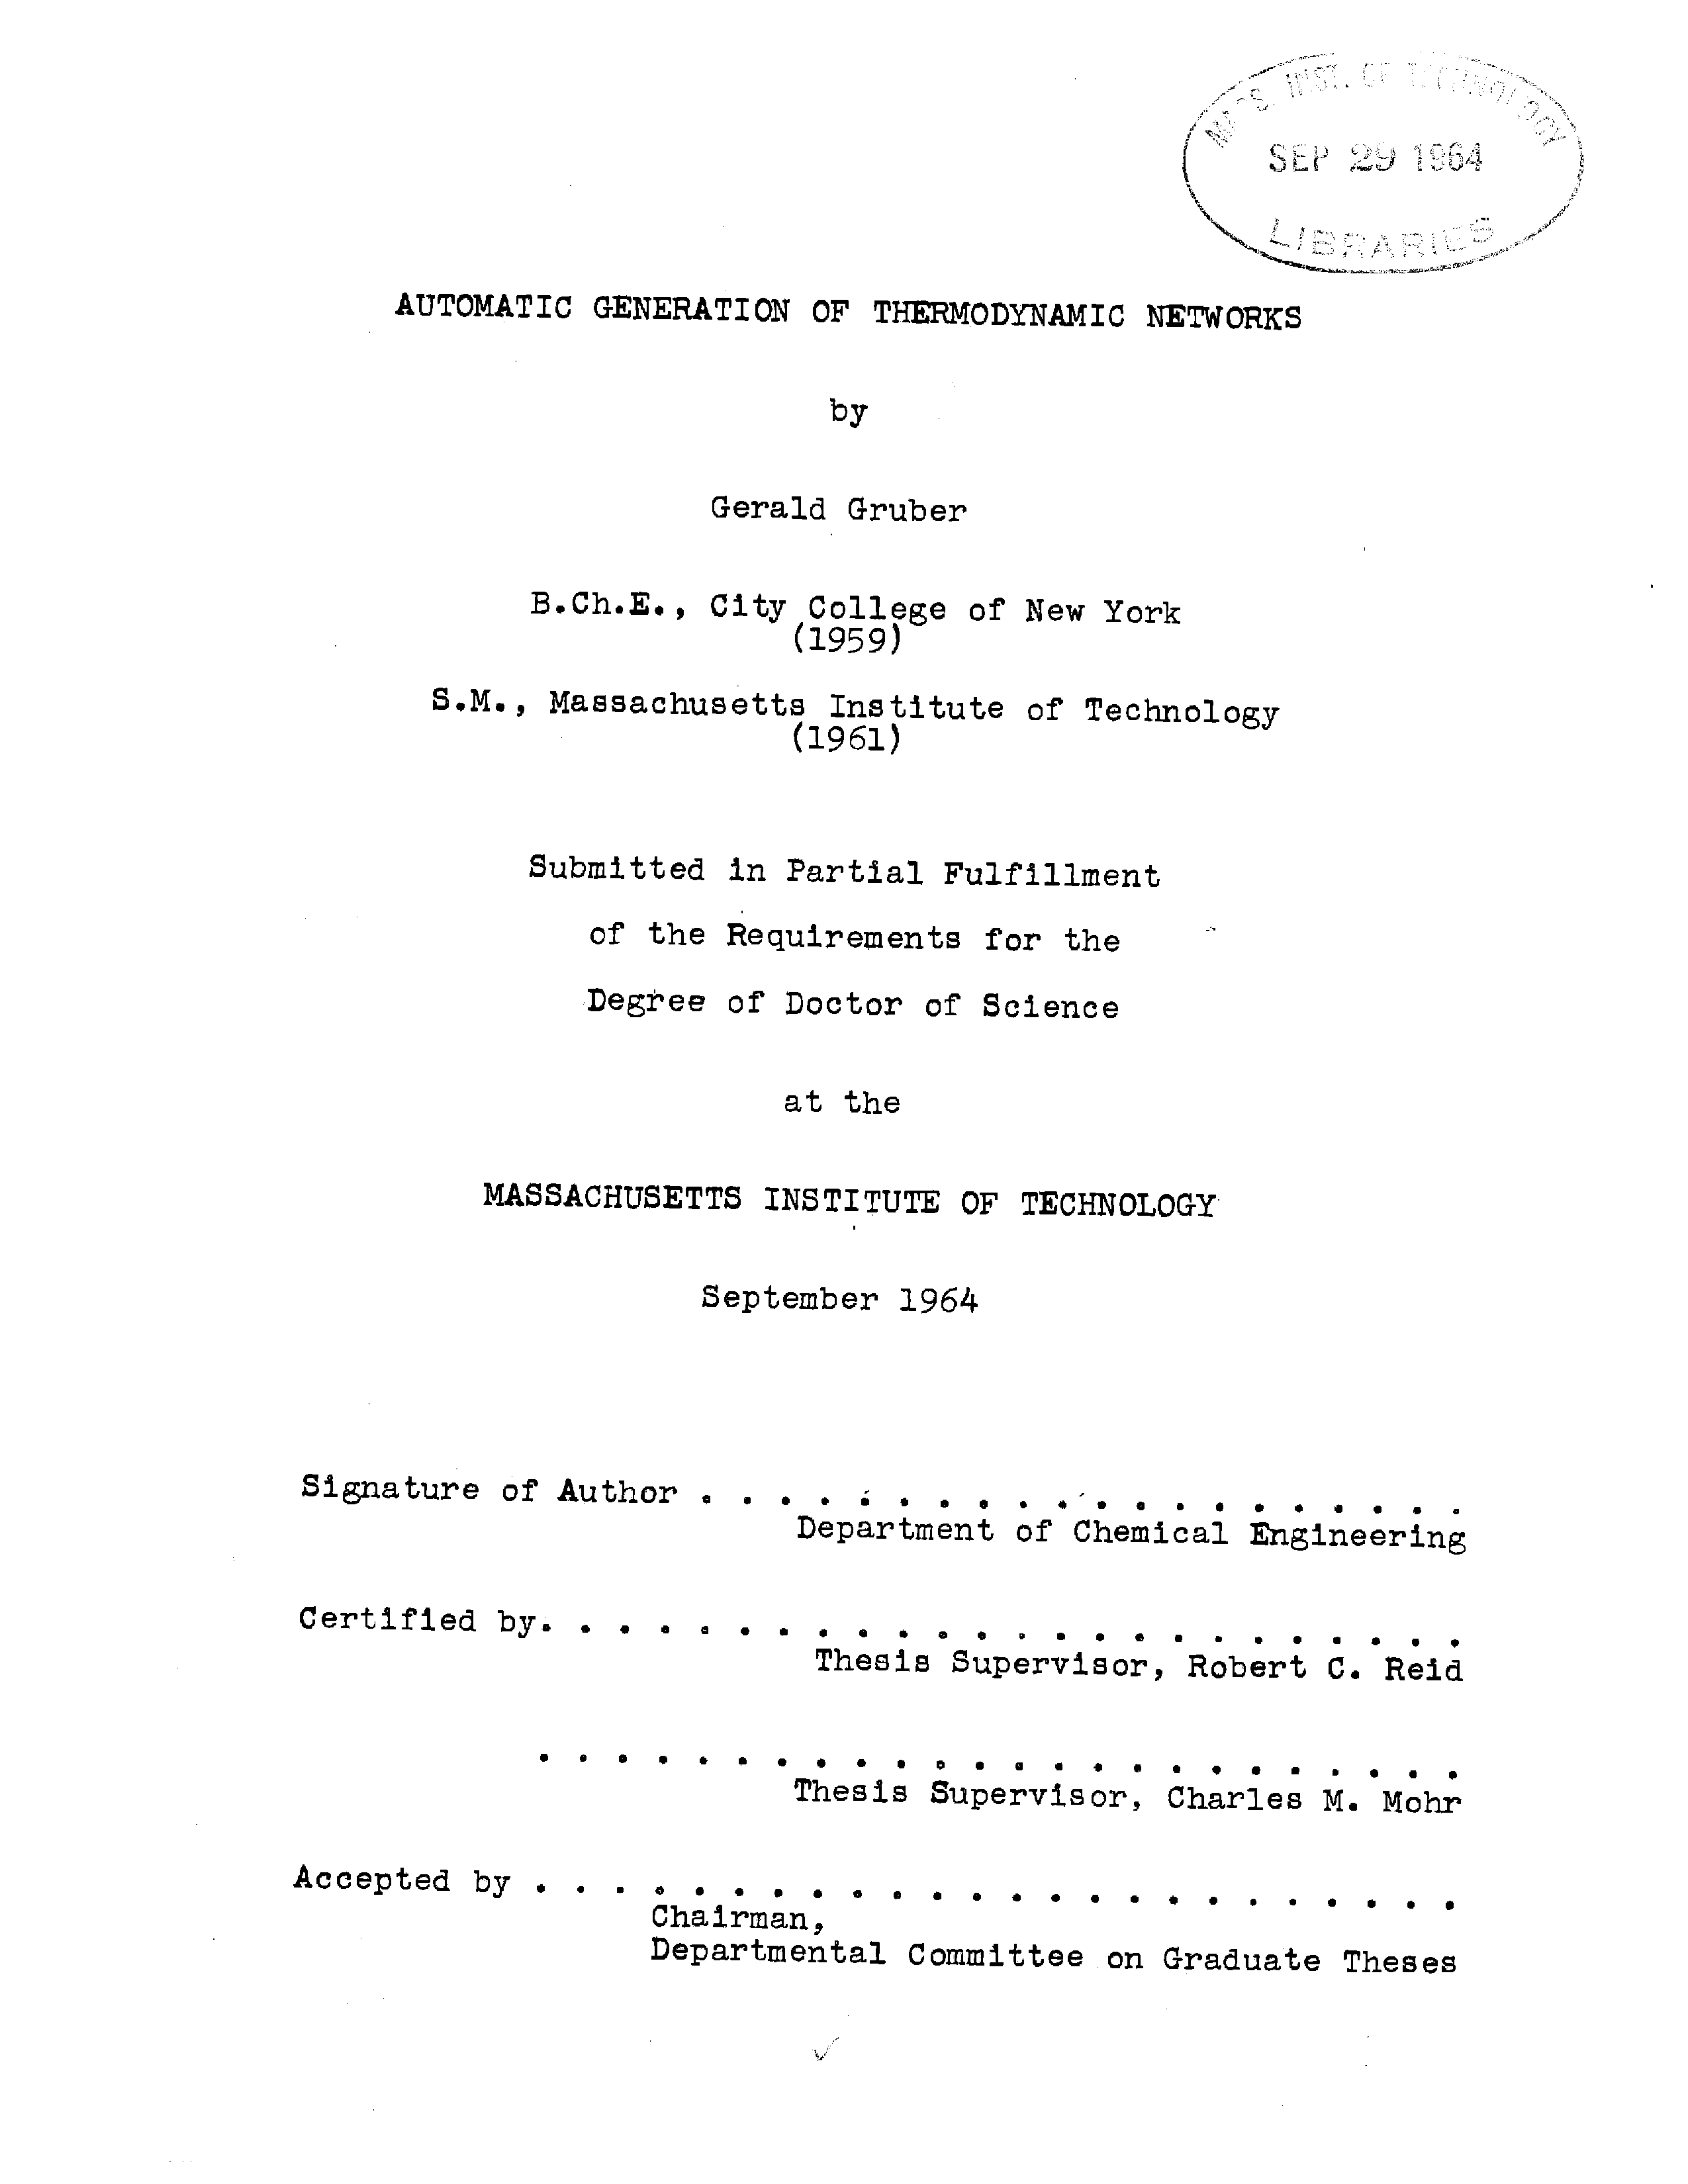 MASS. INST. OF TECHNOLOGY
SEP 29 1964
LIBRARIES
AUTOMATIC GENERATION OF THERMODYNAMIC NETWORKS
by
Gerald Gruber
B.Ch.E., City College of New York
(1959)
S.M., Massachusetts Institute of Technology
(1961)
Submitted in Partial Fulfillment
of the Requirements for the
Degree of Doctor of Science
at the
MASSACHUSETTS INSTITUTE OF TECHNOLOGY
September 1964
Signature of Author . . . . . . . . . . . . . . . . . . . .
Department of Chemical Engineering
Certified by. . . . . . . . . . . . . . . . . . . . . . . .
Thesis Supervisor, Robert C. Reid
. . . . . . . . . . . . . . . . . . . . . . . .
Thesis Supervisor, Charles M. Mohr
Accepted by . . . . . . . . . . . . . . . . . . . . . . . .
Chairman,
Departmental Committee on Graduate Theses